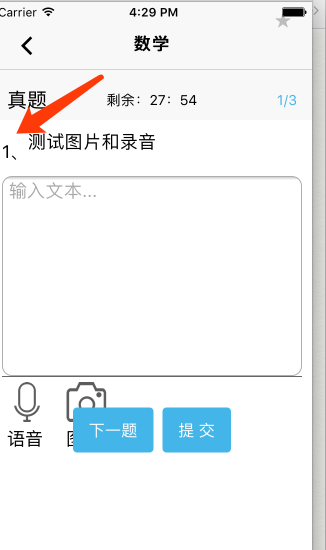 Carrier 4:29 PM
数学
真题 剩余：27：54 1/3
1、测试图片和录音
输入文本...
语音
下一题 提 交